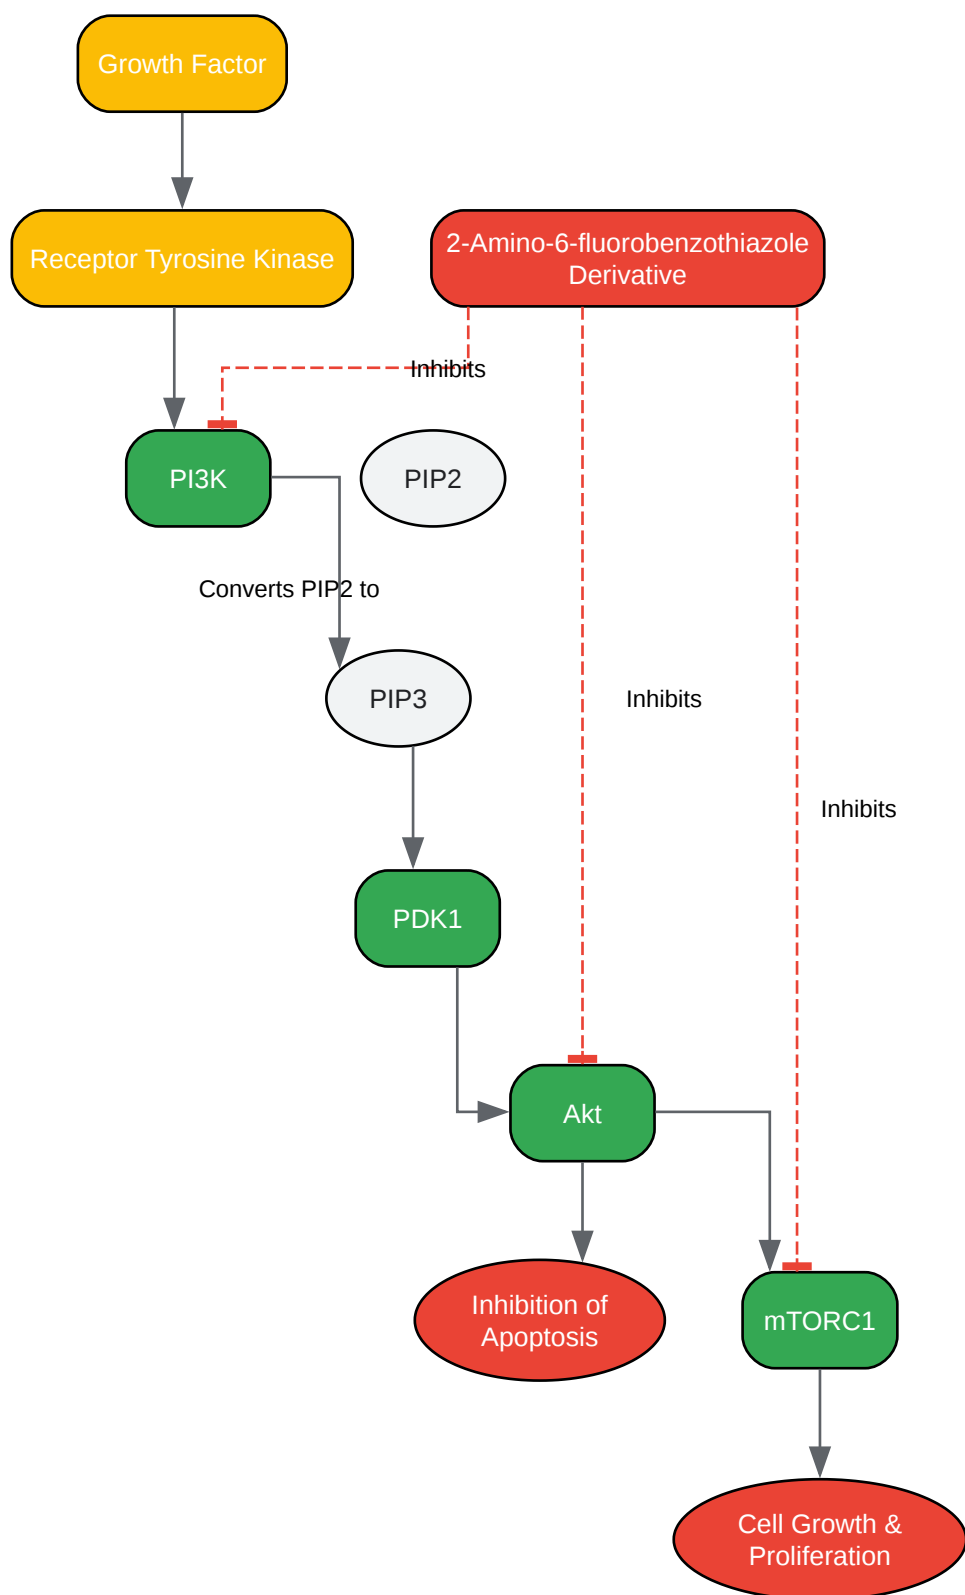 Growth Factor
Receptor Tyrosine Kinase
2-Amino-6-fluorobenzothiazole
Derivative
Inhibits
PI3K
PIP2
Converts PIP2 to
PIP3
Inhibits
Inhibits
PDK1
Akt
Inhibition of
Apoptosis
mTORC1
Cell Growth &
Proliferation